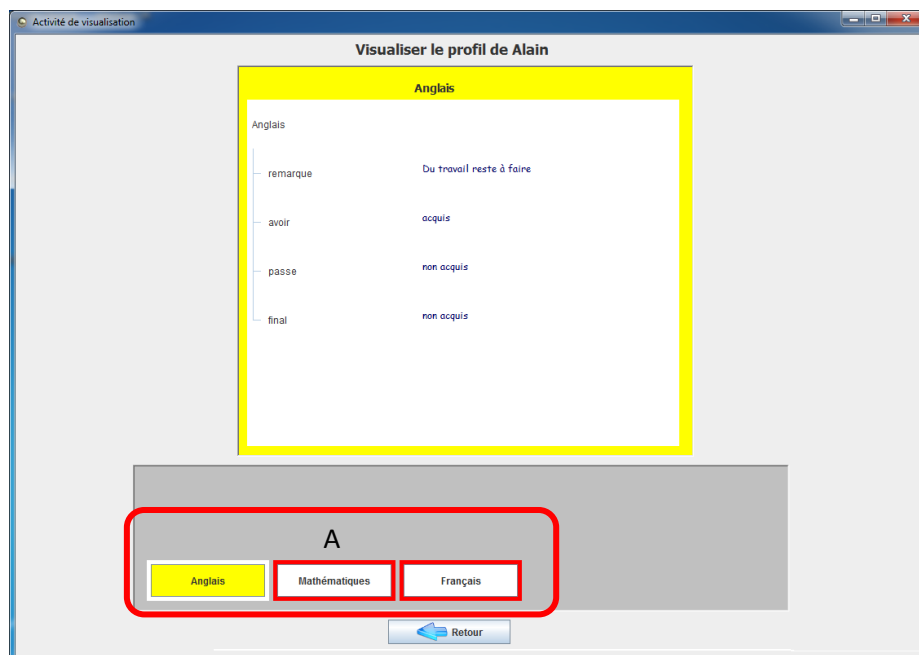 Activité de visualisation
Visualiser le profil de Alain
Anglais
Anglais
remarque Du travail reste à faire
avoir acquis
passe non acquis
final non acquis
A
Anglais Mathématiques Français
Retour